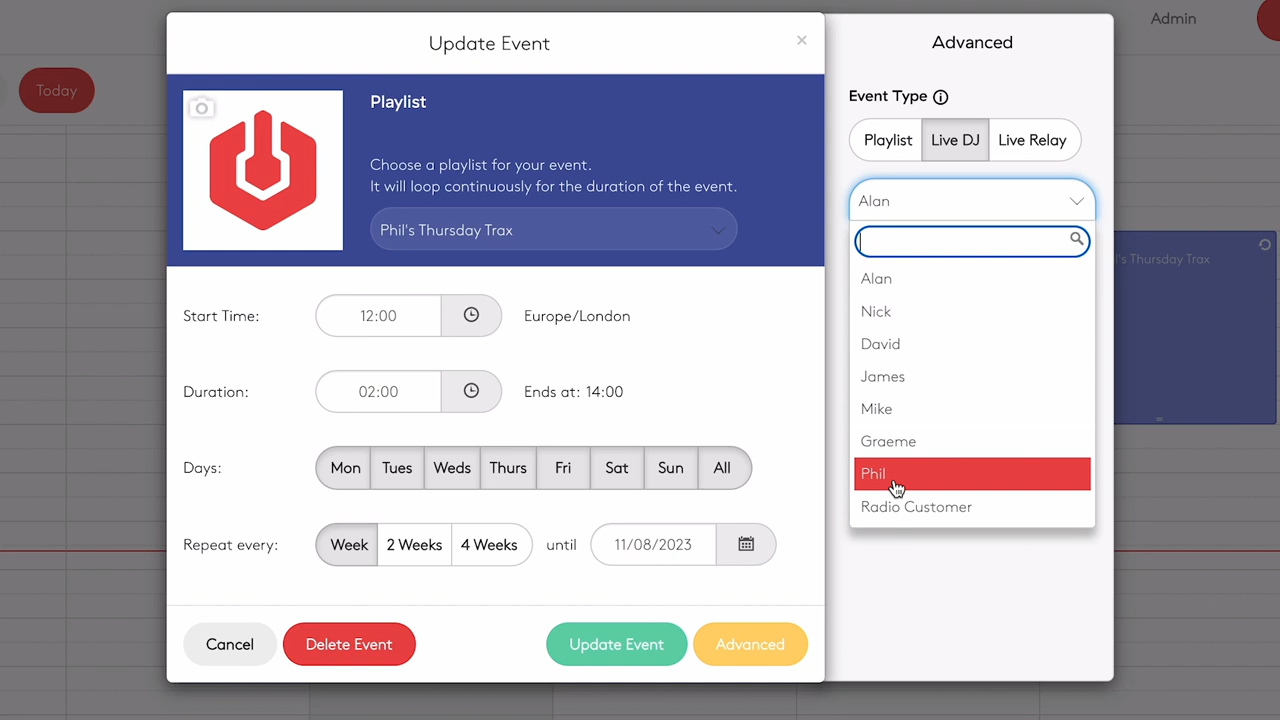 Admin
Today
Update Event
×
Playlist
Choose a playlist for your event.
It will loop continuously for the duration of the event.
Phil's Thursday Trax
Start Time: 12:00 Europe/London
Duration: 02:00 Ends at: 14:00
Days: Mon Tues Weds Thurs Fri Sat Sun All
Repeat every: Week 2 Weeks 4 Weeks until 11/08/2023
Cancel Delete Event Update Event Advanced
Advanced
Event Type
Playlist Live DJ Live Relay
Alan
Alan
Nick
David
James
Mike
Graeme
Phil
Radio Customer
Thursday Trax